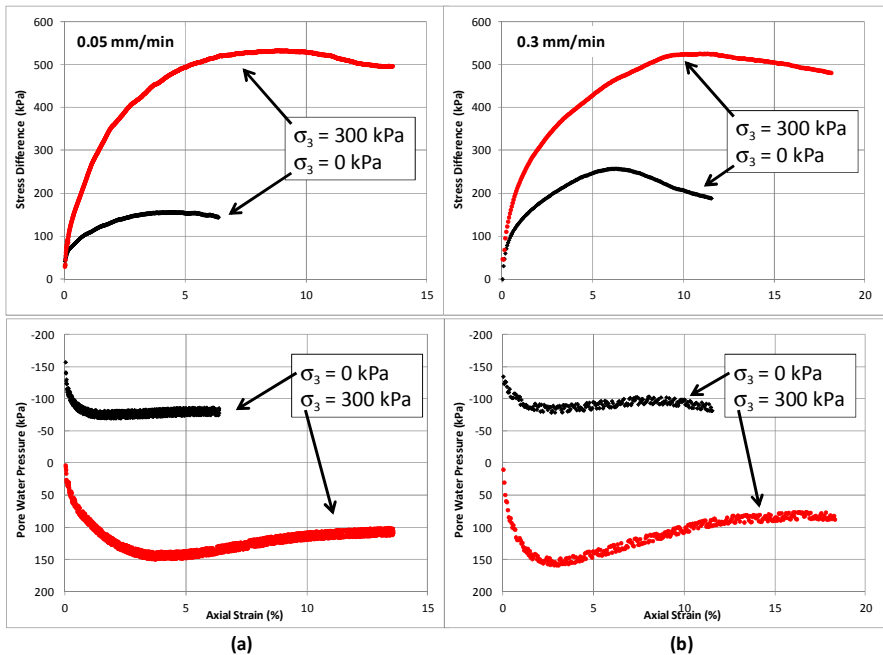 600
500
400
300
200
100
0
Stress Difference (kPa)
0.05 mm/min
σ3 = 300 kPa
σ3 = 0 kPa
0
5
10
15
600
500
400
300
200
100
0
Stress Difference (kPa)
0.3 mm/min
σ3 = 300 kPa
σ3 = 0 kPa
0
5
10
15
20
-200
-150
-100
-50
0
50
100
150
200
Pore Water Pressure (kPa)
σ3 = 0 kPa
σ3 = 300 kPa
0
5
10
15
Axial Strain (%)
(a)
-200
-150
-100
-50
0
50
100
150
200
Pore Water Pressure (kPa)
σ3 = 0 kPa
σ3 = 300 kPa
0
5
10
15
20
Axial Strain (%)
(b)